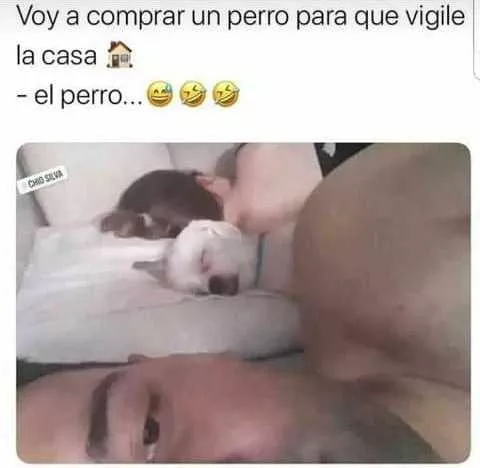 Voy a comprar un perro para que vigile
la casa 🏠
- el perro...😅🤣🤣
CHIO SILVA